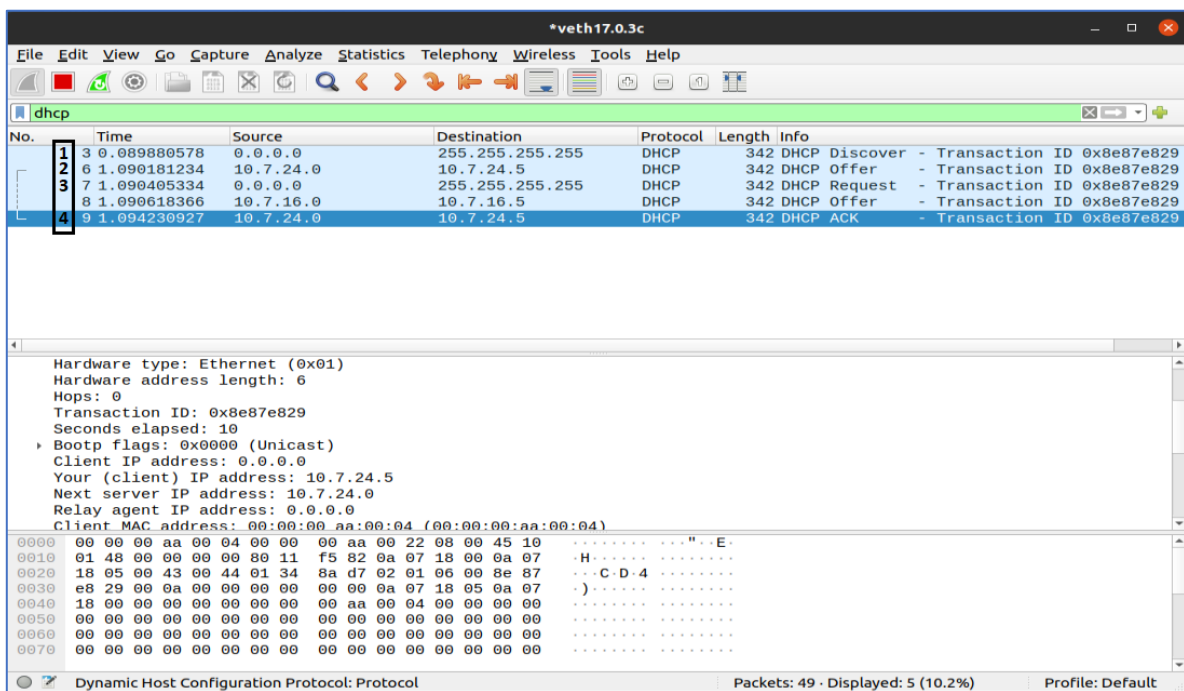 *veth17.0.3c
File Edit View Go Capture Analyze Statistics Telephony Wireless Tools Help
dhcp
No. Time Source Destination Protocol Length Info
1 3 0.089880578 0.0.0.0 255.255.255.255 DHCP 342 DHCP Discover - Transaction ID 0x8e87e829
2 6 1.090181234 10.7.24.0 10.7.24.5 DHCP 342 DHCP Offer - Transaction ID 0x8e87e829
3 7 1.090405334 0.0.0.0 255.255.255.255 DHCP 342 DHCP Request - Transaction ID 0x8e87e829
8 1.090618366 10.7.16.0 10.7.16.5 DHCP 342 DHCP Offer - Transaction ID 0x8e87e829
4 9 1.094230927 10.7.24.0 10.7.24.5 DHCP 342 DHCP ACK - Transaction ID 0x8e87e829
Hardware type: Ethernet (0x01)
Hardware address length: 6
Hops: 0
Transaction ID: 0x8e87e829
Seconds elapsed: 10
Bootp flags: 0x0000 (Unicast)
Client IP address: 0.0.0.0
Your (client) IP address: 10.7.24.5
Next server IP address: 10.7.24.0
Relay agent IP address: 0.0.0.0
Client MAC address: 00:00:00_aa:00:04 (00:00:00:aa:00:04)
0000 00 00 00 aa 00 04 00 00 00 aa 00 22 08 00 45 10 ········ ···"··E·
0010 01 48 00 00 00 00 80 11 f5 82 0a 07 18 00 0a 07 ·H······ ········
0020 18 05 00 43 00 44 01 34 8a d7 02 01 06 00 8e 87 ···C·D·4 ········
0030 e8 29 00 0a 00 00 00 00 00 00 0a 07 18 05 0a 07 ·)······ ········
0040 18 00 00 00 00 00 00 00 00 aa 00 04 00 00 00 00 ········ ········
0050 00 00 00 00 00 00 00 00 00 00 00 00 00 00 00 00 ········ ········
0060 00 00 00 00 00 00 00 00 00 00 00 00 00 00 00 00 ········ ········
0070 00 00 00 00 00 00 00 00 00 00 00 00 00 00 00 00 ········ ········
Dynamic Host Configuration Protocol: Protocol Packets: 49 · Displayed: 5 (10.2%) Profile: Default